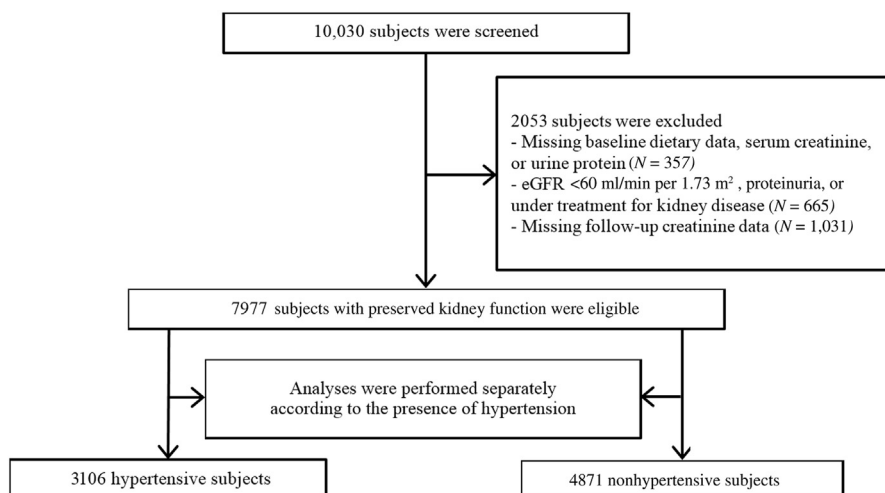 10,030 subjects were screened
2053 subjects were excluded
- Missing baseline dietary data, serum creatinine,
or urine protein (N = 357)
- eGFR <60 ml/min per 1.73 m², proteinuria, or
under treatment for kidney disease (N = 665)
- Missing follow-up creatinine data (N = 1,031)
7977 subjects with preserved kidney function were eligible
Analyses were performed separately
according to the presence of hypertension
3106 hypertensive subjects
4871 nonhypertensive subjects